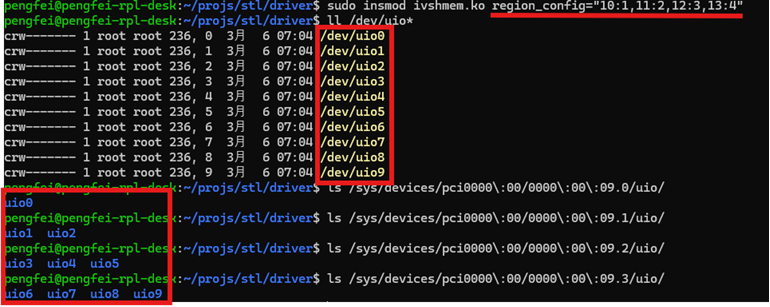 pengfei@pengfei-rpl-desk:~/projs/stl/driver$ sudo insmod ivshmem.ko region_config="10:1,11:2,12:3,13:4"
pengfei@pengfei-rpl-desk:~/projs/stl/driver$ ll /dev/uio*
crw------- 1 root root 236, 0 3月 6 07:04 /dev/uio0
crw------- 1 root root 236, 1 3月 6 07:04 /dev/uio1
crw------- 1 root root 236, 2 3月 6 07:04 /dev/uio2
crw------- 1 root root 236, 3 3月 6 07:04 /dev/uio3
crw------- 1 root root 236, 4 3月 6 07:04 /dev/uio4
crw------- 1 root root 236, 5 3月 6 07:04 /dev/uio5
crw------- 1 root root 236, 6 3月 6 07:04 /dev/uio6
crw------- 1 root root 236, 7 3月 6 07:04 /dev/uio7
crw------- 1 root root 236, 8 3月 6 07:04 /dev/uio8
crw------- 1 root root 236, 9 3月 6 07:04 /dev/uio9
pengfei@pengfei-rpl-desk:~/projs/stl/driver$ ls /sys/devices/pci0000\:00/0000\:00\:09.0/uio/
uio0
pengfei@pengfei-rpl-desk:~/projs/stl/driver$ ls /sys/devices/pci0000\:00/0000\:00\:09.1/uio/
uio1 uio2
pengfei@pengfei-rpl-desk:~/projs/stl/driver$ ls /sys/devices/pci0000\:00/0000\:00\:09.2/uio/
uio3 uio4 uio5
pengfei@pengfei-rpl-desk:~/projs/stl/driver$ ls /sys/devices/pci0000\:00/0000\:00\:09.3/uio/
uio6 uio7 uio8 uio9